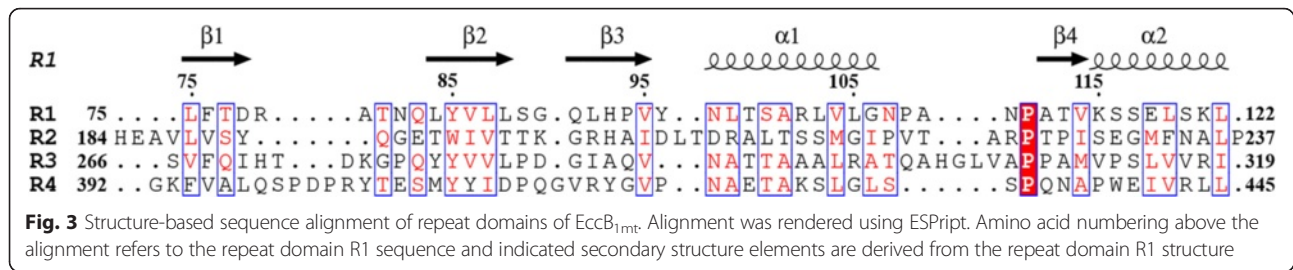 β1 β2 β3 α1 β4 α2
R1
75 85 95 105 115
R1 75 ....LFTDR......ATNQLYVLLSG.QLHPVY..NLTSARLVLGNPA....NPATVKSSELSKL.122
R2 184 HEAVLVSY.......QGETWIVTTK.GRHAIDLTDRALTSSMGIPVT...ARPTPISEGMFNALP237
R3 266 ...SVFQIHT...DKGPQYYVVLPD.GIAQV...NATTAAALRATQAHGLVAPPAMVPSLVVRI.319
R4 392 ..GKFVALQSPDPRYTESMYYIDPQGVRYGVP..NAETAKSLGLS......SPQNAPWEIVRLL.445
Fig. 3 Structure-based sequence alignment of repeat domains of EccB1mt. Alignment was rendered using ESPript. Amino acid numbering above the
alignment refers to the repeat domain R1 sequence and indicated secondary structure elements are derived from the repeat domain R1 structure